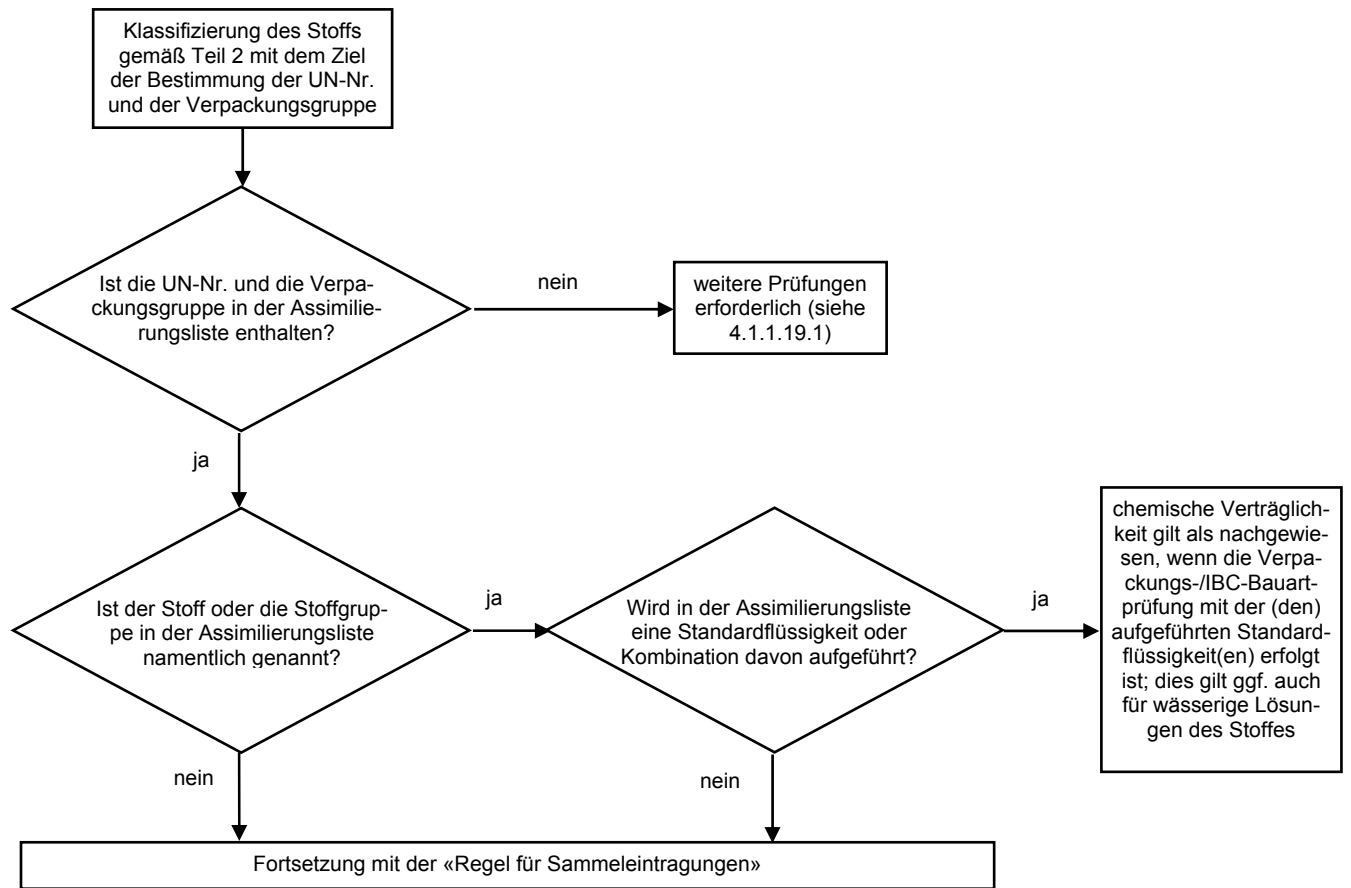 Klassifizierung des Stoffs
gemäß Teil 2 mit dem Ziel
der Bestimmung der UN-Nr.
und der Verpackungsgruppe
Ist die UN-Nr. und die Verpa-
ckungsgruppe in der Assimilie-
rungsliste enthalten?
nein
weitere Prüfungen
erforderlich (siehe
4.1.1.19.1)
ja
Ist der Stoff oder die Stoffgrup-
pe in der Assimilierungsliste
namentlich genannt?
ja
Wird in der Assimilierungsliste
eine Standardflüssigkeit oder
Kombination davon aufgeführt?
ja
chemische Verträglich-
keit gilt als nachgewie-
sen, wenn die Verpa-
ckungs-/IBC-Bauart-
prüfung mit der (den)
aufgeführten Standard-
flüssigkeit(en) erfolgt
ist; dies gilt ggf. auch
für wässerige Lösun-
gen des Stoffes
nein
nein
Fortsetzung mit der «Regel für Sammeleintragungen»